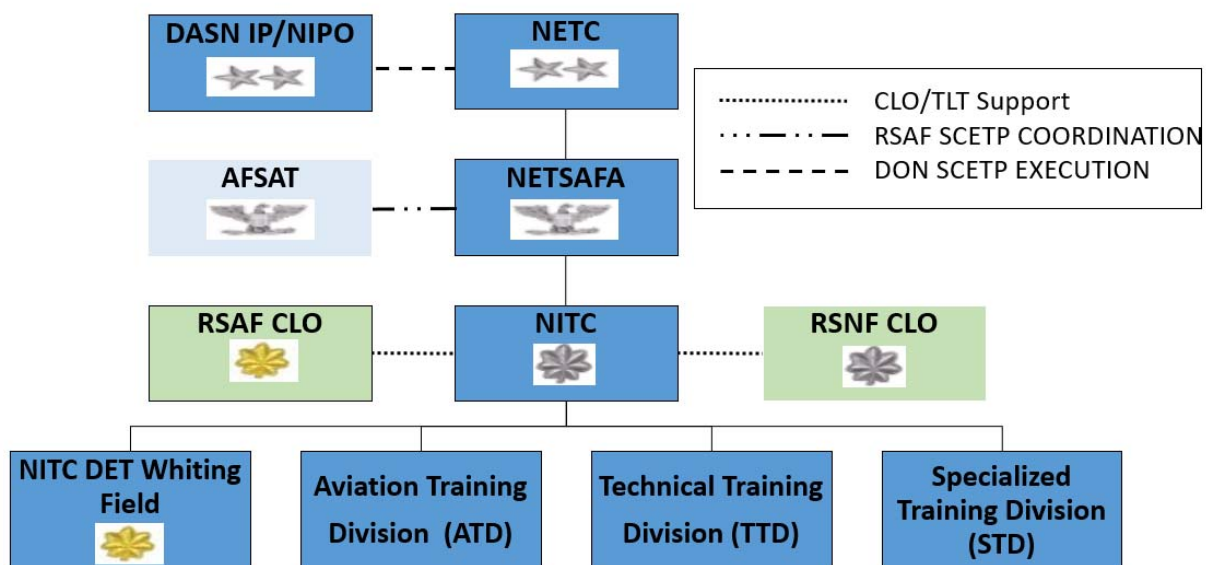 DASN IP/NIPO
NETC
CLO/TLT Support
RSAF SCETP COORDINATION
DON SCETP EXECUTION
AFSAT
NETSAFA
RSAF CLO
NITC
RSNF CLO
NITC DET Whiting
Field
Aviation Training
Division (ATD)
Technical Training
Division (TTD)
Specialized
Training Division
(STD)